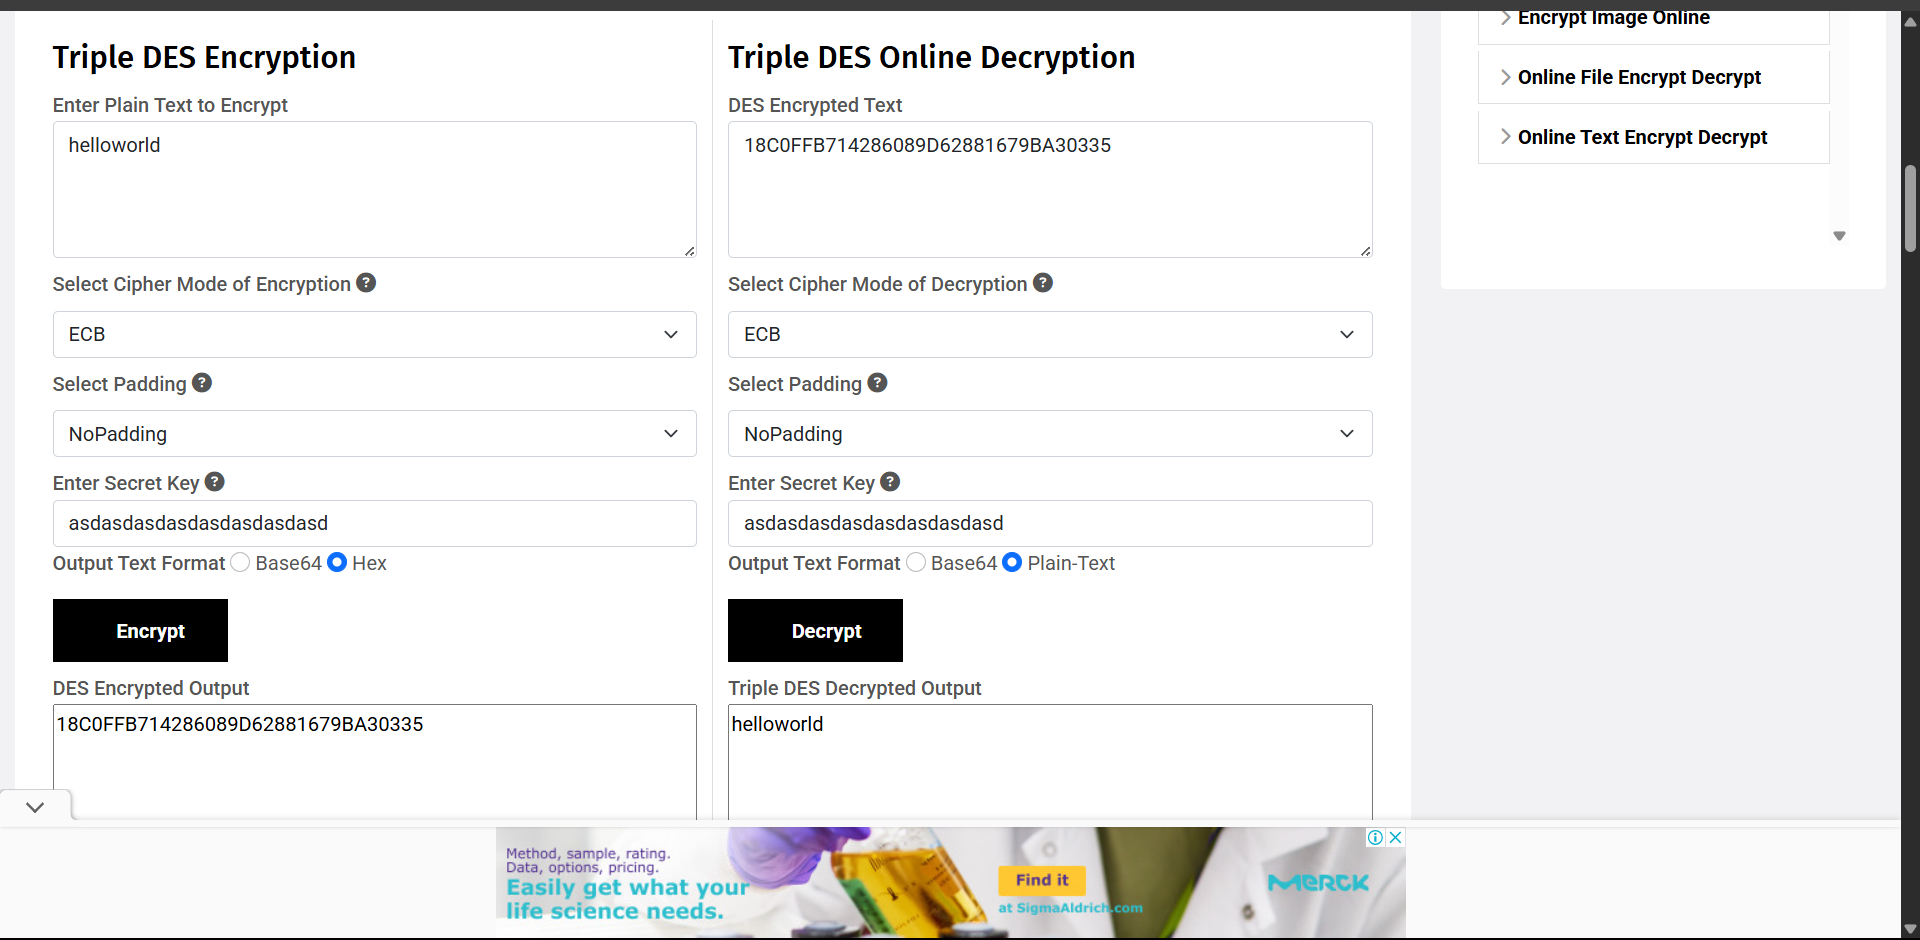 Triple DES Encryption
Enter Plain Text to Encrypt
helloworld
Select Cipher Mode of Encryption ?
ECB
Select Padding ?
NoPadding
Enter Secret Key ?
asdasdasdasdasdasdasdasd
Output Text Format Base64 Hex
Encrypt
DES Encrypted Output
18C0FFB714286089D62881679BA30335
Triple DES Online Decryption
DES Encrypted Text
18C0FFB714286089D62881679BA30335
Select Cipher Mode of Decryption ?
ECB
Select Padding ?
NoPadding
Enter Secret Key ?
asdasdasdasdasdasdasdasd
Output Text Format Base64 Plain-Text
Decrypt
Triple DES Decrypted Output
helloworld
Encrypt Image Online
Online File Encrypt Decrypt
Online Text Encrypt Decrypt
Method, sample, rating.
Data, options, pricing.
Easily get what your
life science needs.
Find it
at SigmaAldrich.com
MERCK